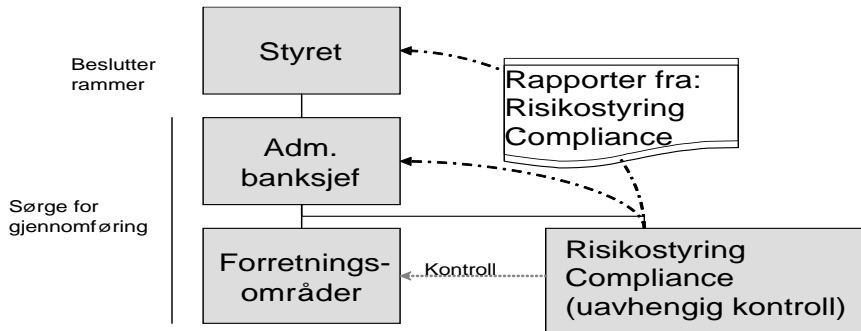 Styret
Beslutter
rammer
Rapporter fra:
Risikostyring
Compliance
Adm.
banksjef
Sørge for
gjennomføring
Forretnings-
områder
Kontroll
Risikostyring
Compliance
(uavhengig kontroll)